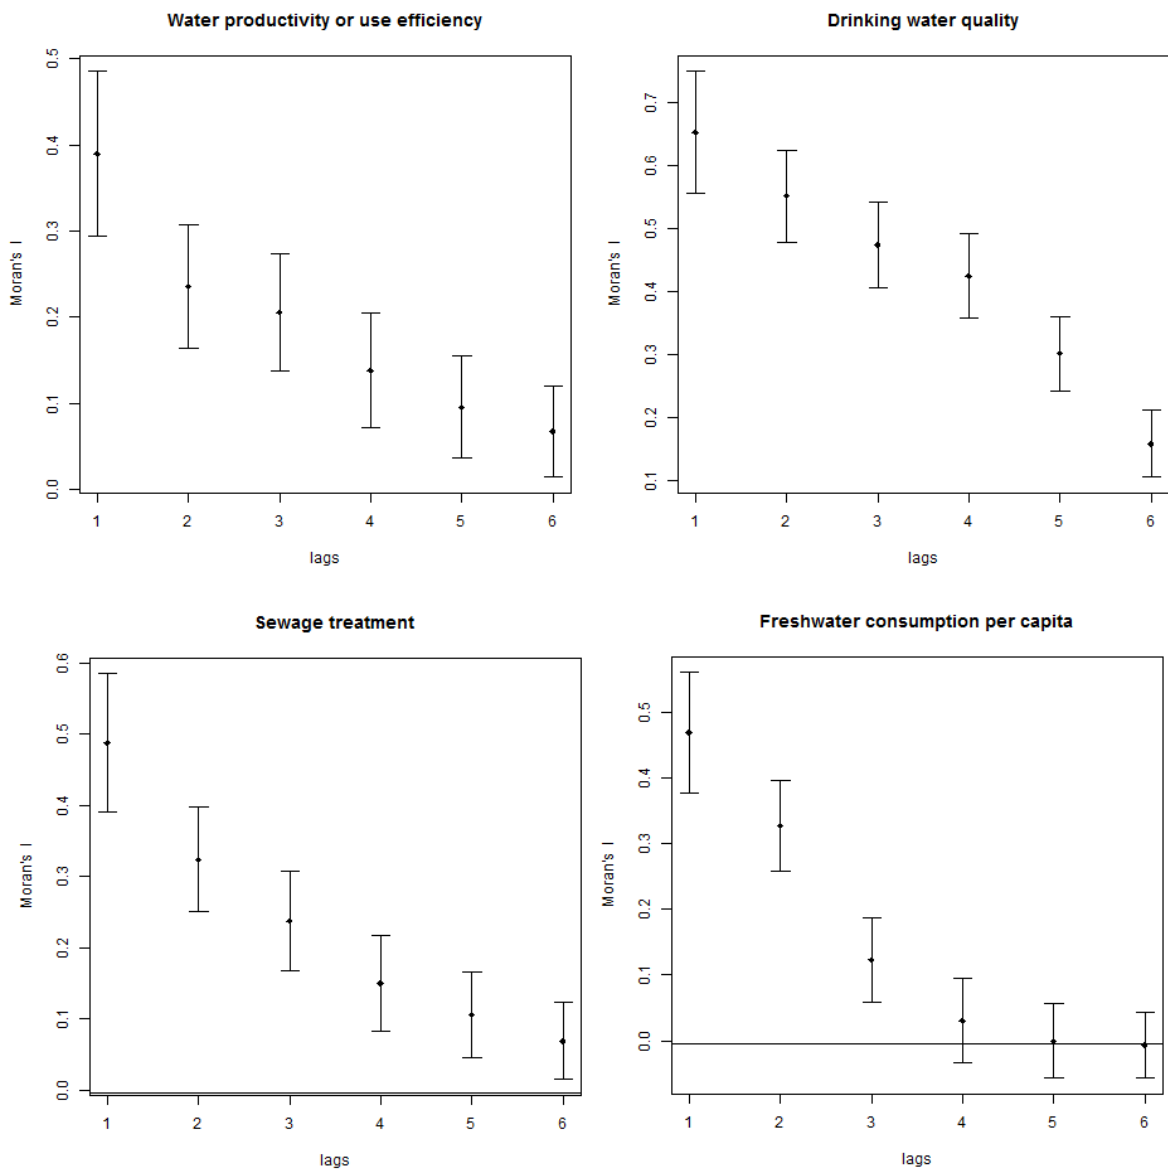 Water productivity or use efficiency
0.5
0.4
0.3
0.2
0.1
0.0
Moran's I
1 2 3 4 5 6
lags
Drinking water quality
0.7
0.6
0.5
0.4
0.3
0.2
0.1
Moran's I
1 2 3 4 5 6
lags
Sewage treatment
0.6
0.5
0.4
0.3
0.2
0.1
0.0
Moran's I
1 2 3 4 5 6
lags
Freshwater consumption per capita
0.5
0.4
0.3
0.2
0.1
0.0
Moran's I
1 2 3 4 5 6
lags